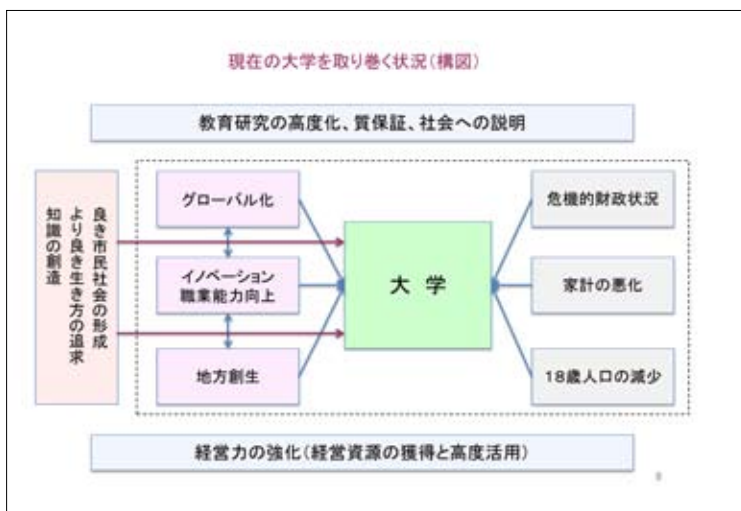 現在の大学を取り巻く状況(構図)
教育研究の高度化、質保証、社会への説明
良き市民社会の形成
より良き生き方の追求
知識の創造
グローバル化
イノベーション
職業能力向上
地方創生
大 学
危機的財政状況
家計の悪化
18歳人口の減少
経営力の強化(経営資源の獲得と高度活用)